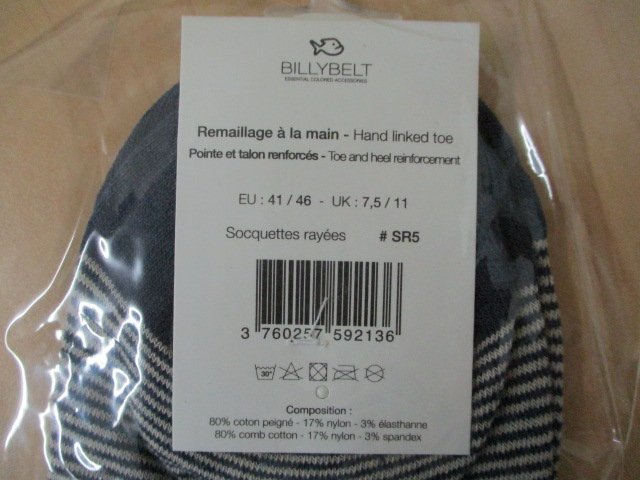 BILLYBELT
ESSENTIAL COLORED ACCESSORIES
Remaillage à la main - Hand linked toe
Pointe et talon renforcés - Toe and heel reinforcement
EU : 41 / 46 - UK : 7,5 / 11
Socquettes rayées # SR5
3 760257 592136
30°
Composition :
80% coton peigné - 17% nylon - 3% élasthanne
80% comb cotton - 17% nylon - 3% spandex